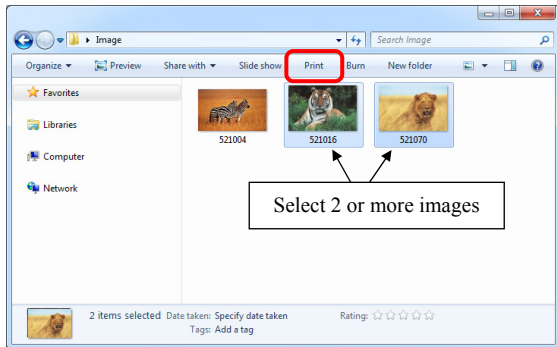 Image
Search Image
Organize Preview Share with Slide show Print Burn New folder
Favorites
Libraries
Computer
Network
521004 521016 521070
Select 2 or more images
2 items selected Date taken: Specify date taken Rating:
Tags: Add a tag